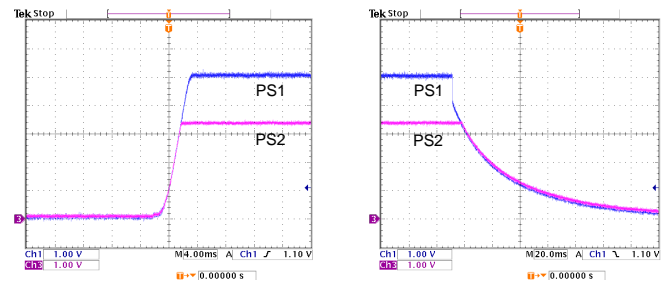 Tek Stop
T
T
PS1
PS2
3
Ch1 1.00 V M 4.00ms A Ch1 1.10 V
Ch3 1.00 V
T 0.00000 s
Tek Stop
T
T
PS1
PS2
3
Ch1 1.00 V M 20.0ms A Ch1 1.10 V
Ch3 1.00 V
T 0.00000 s